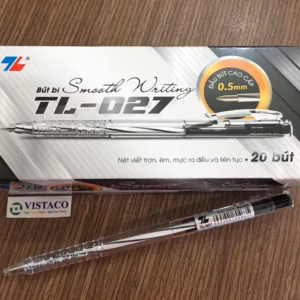 TL
Bút bi Smooth Writing
TL-027
ĐẦU BÚT CAO CẤP
0.5mm
Nét viết trơn, êm, mực ra đều và liên tục • 20 bút
VISTACO
TL